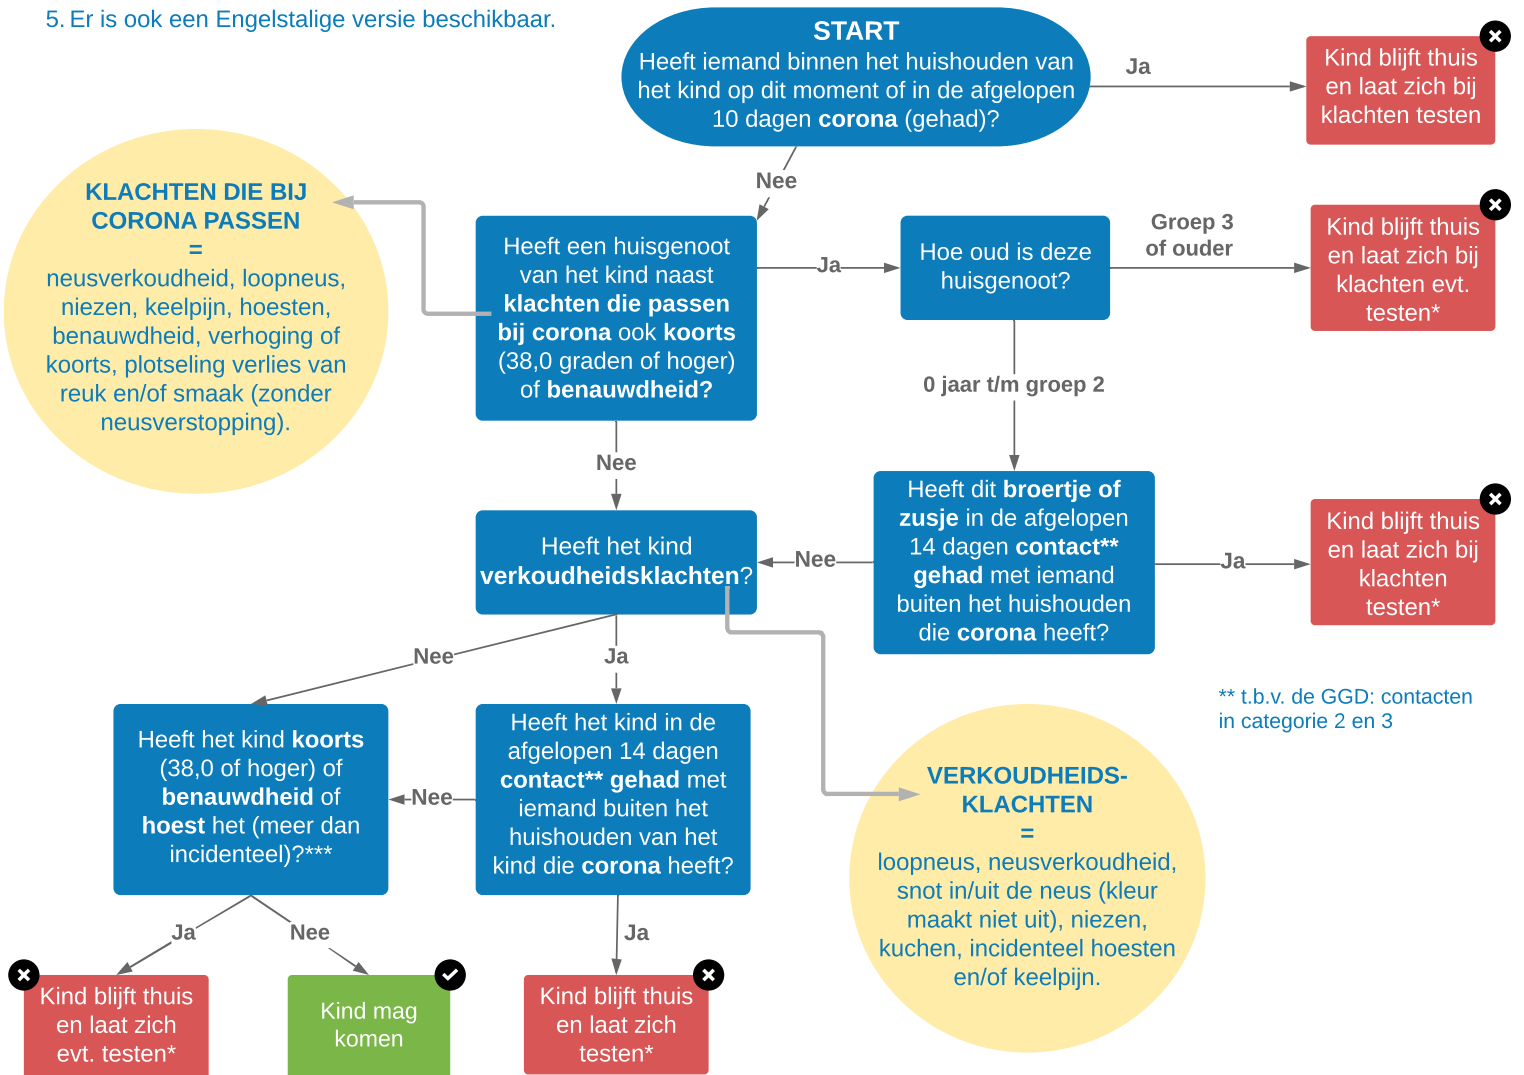 5. Er is ook een Engelstalige versie beschikbaar.
START
Heeft iemand binnen het huishouden van
het kind op dit moment of in de afgelopen
10 dagen corona (gehad)?
Ja
Kind blijft thuis
en laat zich bij
klachten testen
Nee
KLACHTEN DIE BIJ
CORONA PASSEN
=
neusverkoudheid, loopneus,
niezen, keelpijn, hoesten,
benauwdheid, verhoging of
koorts, plotseling verlies van
reuk en/of smaak (zonder
neusverstopping).
Heeft een huisgenoot
van het kind naast
klachten die passen
bij corona ook koorts
(38,0 graden of hoger)
of benauwdheid?
Ja
Hoe oud is deze
huisgenoot?
Groep 3
of ouder
Kind blijft thuis
en laat zich bij
klachten evt.
testen*
0 jaar t/m groep 2
Nee
Heeft dit broertje of
zusje in de afgelopen
14 dagen contact**
gehad met iemand
buiten het huishouden
die corona heeft?
Ja
Kind blijft thuis
en laat zich bij
klachten
testen*
Nee
Heeft het kind
verkoudheidsklachten?
Nee
Ja
** t.b.v. de GGD: contacten
in categorie 2 en 3
Heeft het kind koorts
(38,0 of hoger) of
benauwdheid of
hoest het (meer dan
incidenteel)?***
Nee
Heeft het kind in de
afgelopen 14 dagen
contact** gehad met
iemand buiten het
huishouden van het
kind die corona heeft?
VERKOUDHEIDS-
KLACHTEN
=
loopneus, neusverkoudheid,
snot in/uit de neus (kleur
maakt niet uit), niezen,
kuchen, incidenteel hoesten
en/of keelpijn.
Ja
Nee
Ja
Kind blijft thuis
en laat zich
evt. testen*
Kind mag
komen
Kind blijft thuis
en laat zich
testen*